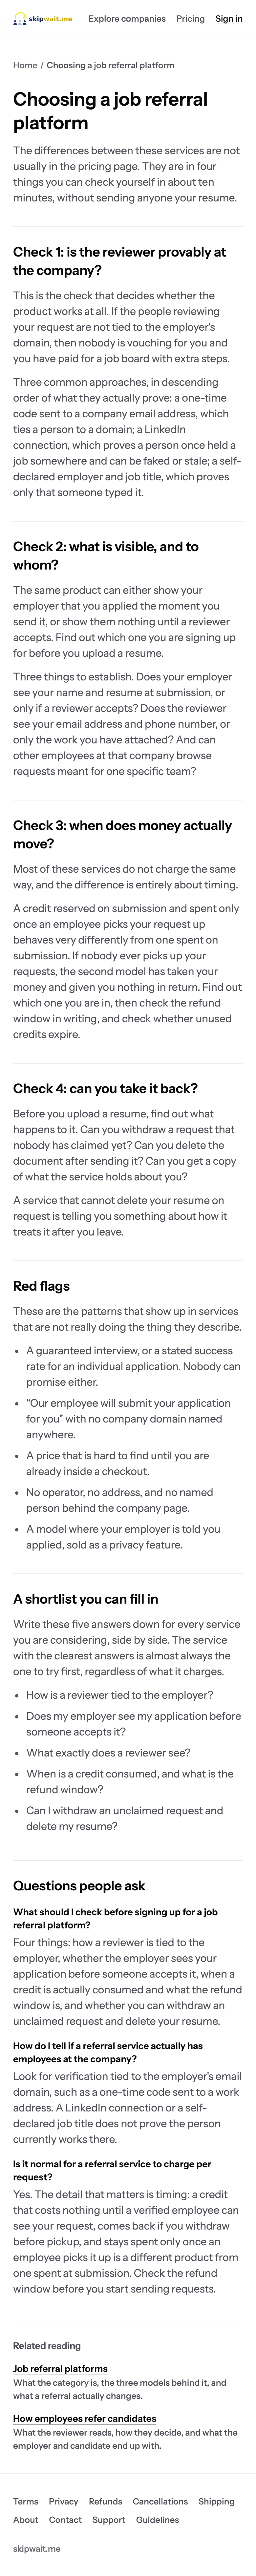 skipwait.me
Explore companies Pricing Sign in
Home / Choosing a job referral platform
Choosing a job referral
platform
The differences between these services are not
usually in the pricing page. They are in four
things you can check yourself in about ten
minutes, without sending anyone your resume.
Check 1: is the reviewer provably at
the company?
This is the check that decides whether the
product works at all. If the people reviewing
your request are not tied to the employer's
domain, then nobody is vouching for you and
you have paid for a job board with extra steps.
Three common approaches, in descending
order of what they actually prove: a one-time
code sent to a company email address, which
ties a person to a domain; a LinkedIn
connection, which proves a person once held a
job somewhere and can be faked or stale; a self-
declared employer and job title, which proves
only that someone typed it.
Check 2: what is visible, and to
whom?
The same product can either show your
employer that you applied the moment you
send it, or show them nothing until a reviewer
accepts. Find out which one you are signing up
for before you upload a resume.
Three things to establish. Does your employer
see your name and resume at submission, or
only if a reviewer accepts? Does the reviewer
see your email address and phone number, or
only the work you have attached? And can
other employees at that company browse
requests meant for one specific team?
Check 3: when does money actually
move?
Most of these services do not charge the same
way, and the difference is entirely about timing.
A credit reserved on submission and spent only
once an employee picks your request up
behaves very differently from one spent on
submission. If nobody ever picks up your
requests, the second model has taken your
money and given you nothing in return. Find out
which one you are in, then check the refund
window in writing, and check whether unused
credits expire.
Check 4: can you take it back?
Before you upload a resume, find out what
happens to it. Can you withdraw a request that
nobody has claimed yet? Can you delete the
document after sending it? Can you get a copy
of what the service holds about you?
A service that cannot delete your resume on
request is telling you something about how it
treats it after you leave.
Red flags
These are the patterns that show up in services
that are not really doing the thing they describe.
• A guaranteed interview, or a stated success
rate for an individual application. Nobody can
promise either.
• "Our employee will submit your application
for you" with no company domain named
anywhere.
• A price that is hard to find until you are
already inside a checkout.
• No operator, no address, and no named
person behind the company page.
• A model where your employer is told you
applied, sold as a privacy feature.
A shortlist you can fill in
Write these five answers down for every service
you are considering, side by side. The service
with the clearest answers is almost always the
one to try first, regardless of what it charges.
• How is a reviewer tied to the employer?
• Does my employer see my application before
someone accepts it?
• What exactly does a reviewer see?
• When is a credit consumed, and what is the
refund window?
• Can I withdraw an unclaimed request and
delete my resume?
Questions people ask
What should I check before signing up for a job
referral platform?
Four things: how a reviewer is tied to the
employer, whether the employer sees your
application before someone accepts it, when a
credit is actually consumed and what the refund
window is, and whether you can withdraw an
unclaimed request and delete your resume.
How do I tell if a referral service actually has
employees at the company?
Look for verification tied to the employer's email
domain, such as a one-time code sent to a work
address. A LinkedIn connection or a self-
declared job title does not prove the person
currently works there.
Is it normal for a referral service to charge per
request?
Yes. The detail that matters is timing: a credit
that costs nothing until a verified employee can
see your request, comes back if you withdraw
before pickup, and stays spent only once an
employee picks it up is a different product from
one spent at submission. Check the refund
window before you start sending requests.
Related reading
Job referral platforms
What the category is, the three models behind it, and
what a referral actually changes.
How employees refer candidates
What the reviewer reads, how they decide, and what the
employer and candidate end up with.
Terms Privacy Refunds Cancellations Shipping
About Contact Support Guidelines
skipwait.me